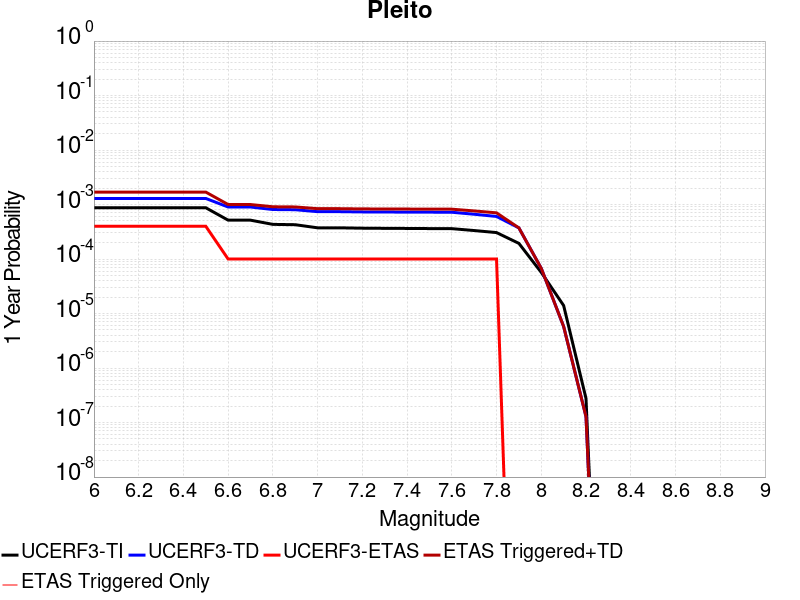 Pleito
10^0
10^-1
10^-2
10^-3
10^-4
10^-5
10^-6
10^-7
10^-8
1 Year Probability
6 6.2 6.4 6.6 6.8 7 7.2 7.4 7.6 7.8 8 8.2 8.4 8.6 8.8 9
Magnitude
UCERF3-TI UCERF3-TD UCERF3-ETAS ETAS Triggered+TD
ETAS Triggered Only